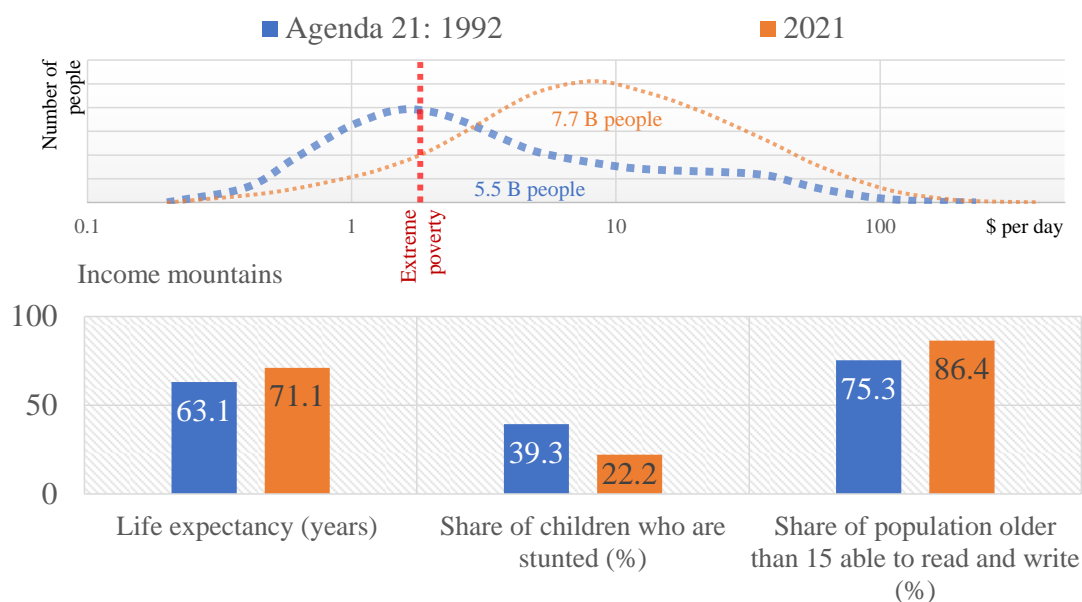 Agenda 21: 1992
2021
Number of
people
7.7 B people
5.5 B people
0.1
1
10
100
$ per day
Extreme
poverty
Income mountains
100
50
0
63.1
71.1
39.3
22.2
75.3
86.4
Life expectancy (years)
Share of children who are
stunted (%)
Share of population older
than 15 able to read and write
(%)